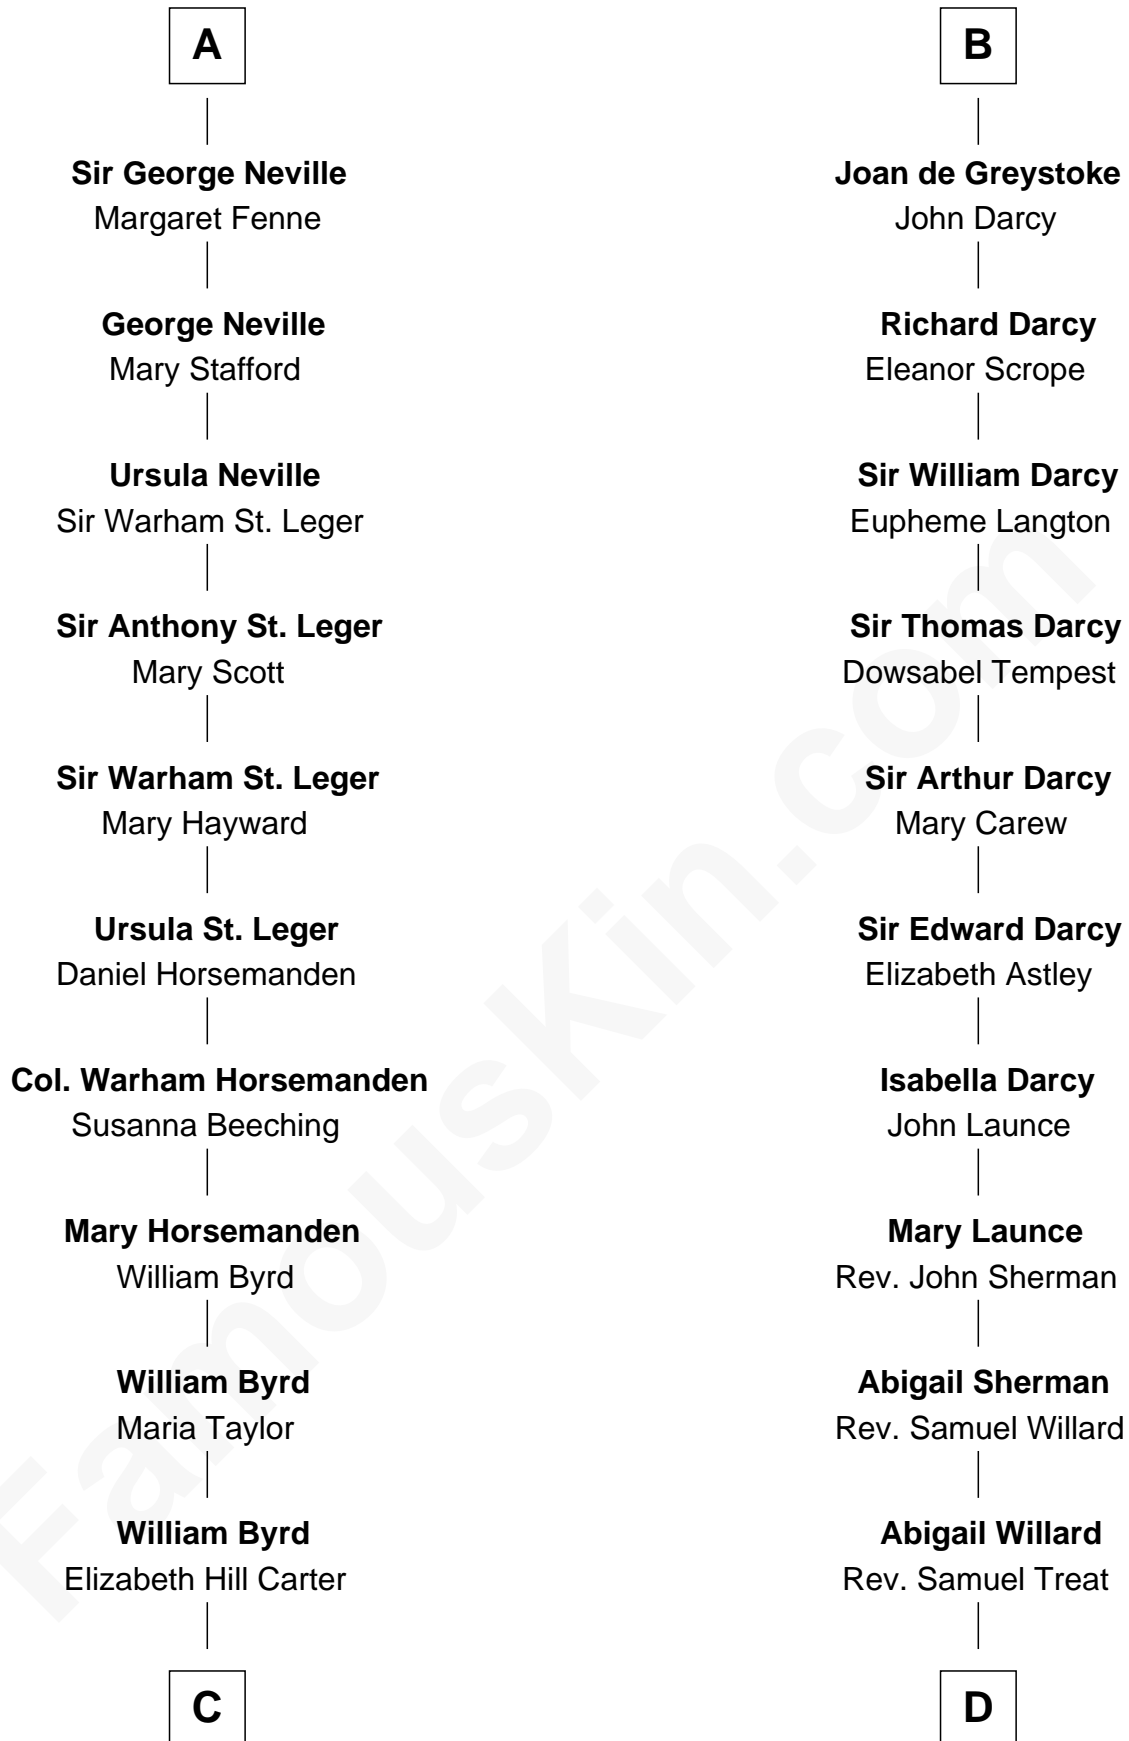 A
Sir George Neville
Margaret Fenne
George Neville
Mary Stafford
Ursula Neville
Sir Warham St. Leger
Sir Anthony St. Leger
Mary Scott
Sir Warham St. Leger
Mary Hayward
Ursula St. Leger
Daniel Horsemanden
Col. Warham Horsemanden
Susanna Beeching
Mary Horsemanden
William Byrd
William Byrd
Maria Taylor
William Byrd
Elizabeth Hill Carter
C
B
Joan de Greystoke
John Darcy
Richard Darcy
Eleanor Scrope
Sir William Darcy
Eupheme Langton
Sir Thomas Darcy
Dowsabel Tempest
Sir Arthur Darcy
Mary Carew
Sir Edward Darcy
Elizabeth Astley
Isabella Darcy
John Launce
Mary Launce
Rev. John Sherman
Abigail Sherman
Rev. Samuel Willard
Abigail Willard
Rev. Samuel Treat
D
FamousKin.com